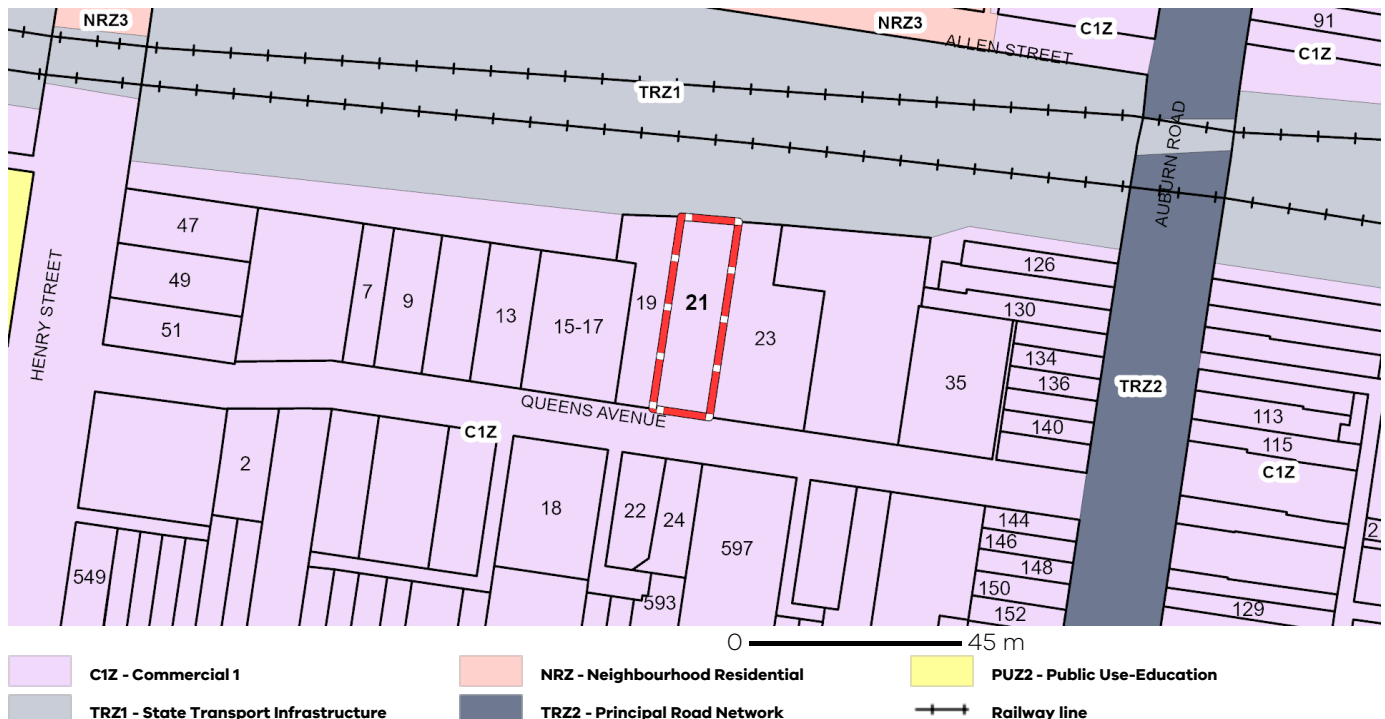 NRZ3
NRZ3
C1Z
91
C1Z
ALLEN STREET
TRZ1
AUBURN ROAD
47
49
51
7
9
13
15-17
19
21
23
35
126
130
134
136
140
TRZ2
113
115
C1Z
HENRY STREET
QUEENS AVENUE
C1Z
2
18
22
24
597
549
593
144
146
148
150
152
129
2
0 45 m
C1Z - Commercial 1
NRZ - Neighbourhood Residential
PUZ2 - Public Use-Education
TRZ1 - State Transport Infrastructure
TRZ2 - Principal Road Network
Railway line